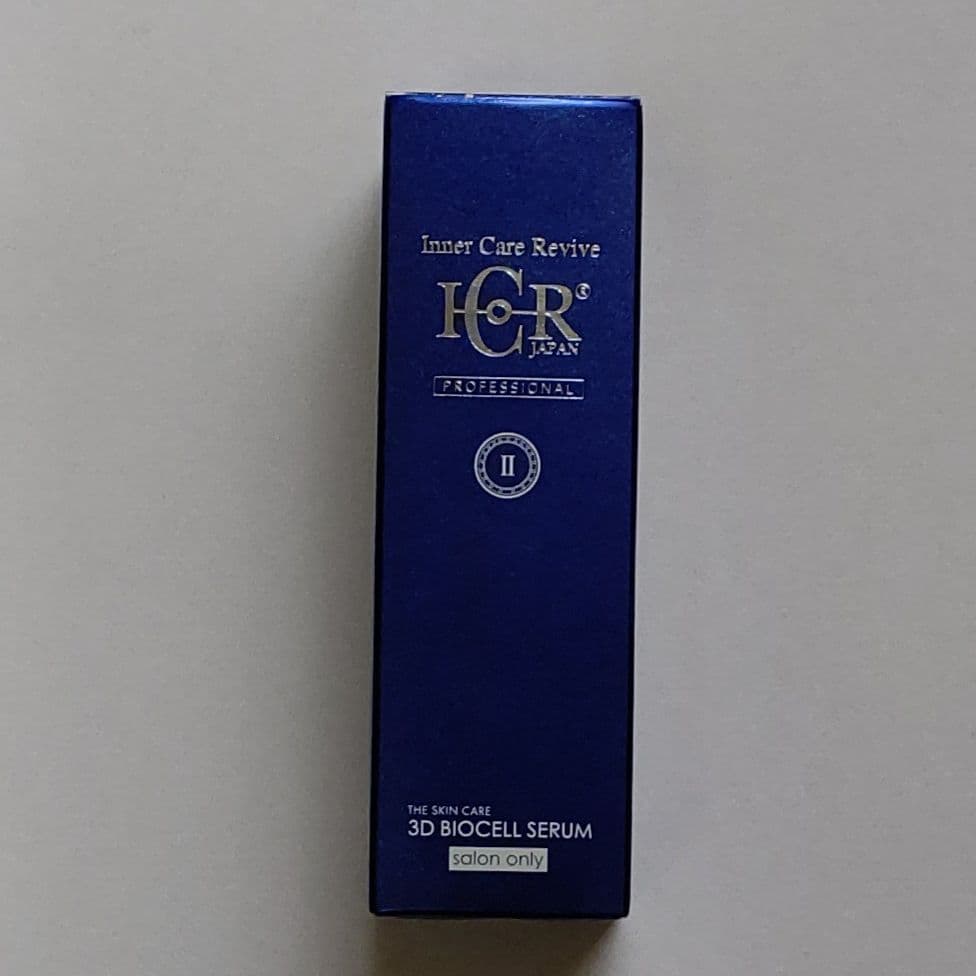 Inner Care Revive
ICR®
JAPAN
PROFESSIONAL
II
THE SKIN CARE
3D BIOCELL SERUM
salon only